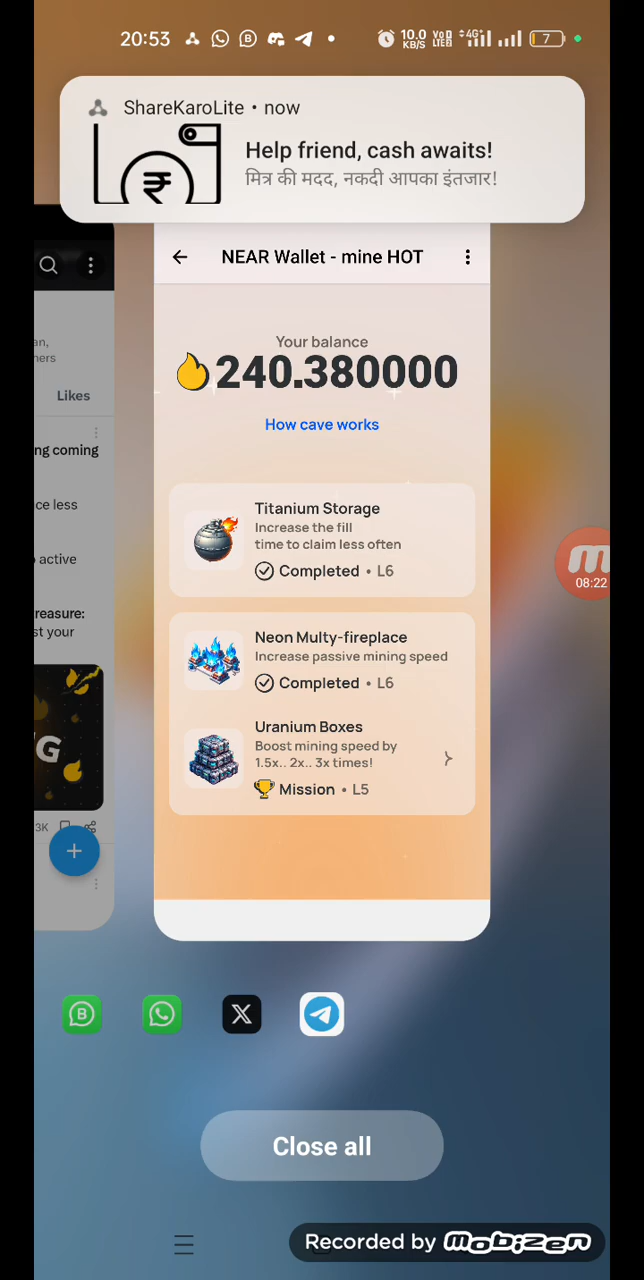 20:53
10.0
KB/S
4G
7
ShareKaroLite • now
Help friend, cash awaits!
मित्र की मदद, नकदी आपका इंतजार!
NEAR Wallet - mine HOT
Your balance
240.380000
How cave works
Titanium Storage
Increase the fill
time to claim less often
Completed • L6
Neon Multy-fireplace
Increase passive mining speed
Completed • L6
Uranium Boxes
Boost mining speed by
1.5x.. 2x.. 3x times!
Mission • L5
an,
ners
Likes
ng coming
ce less
active
reasure:
st your
G
3K
08:22
Close all
Recorded by mobizen